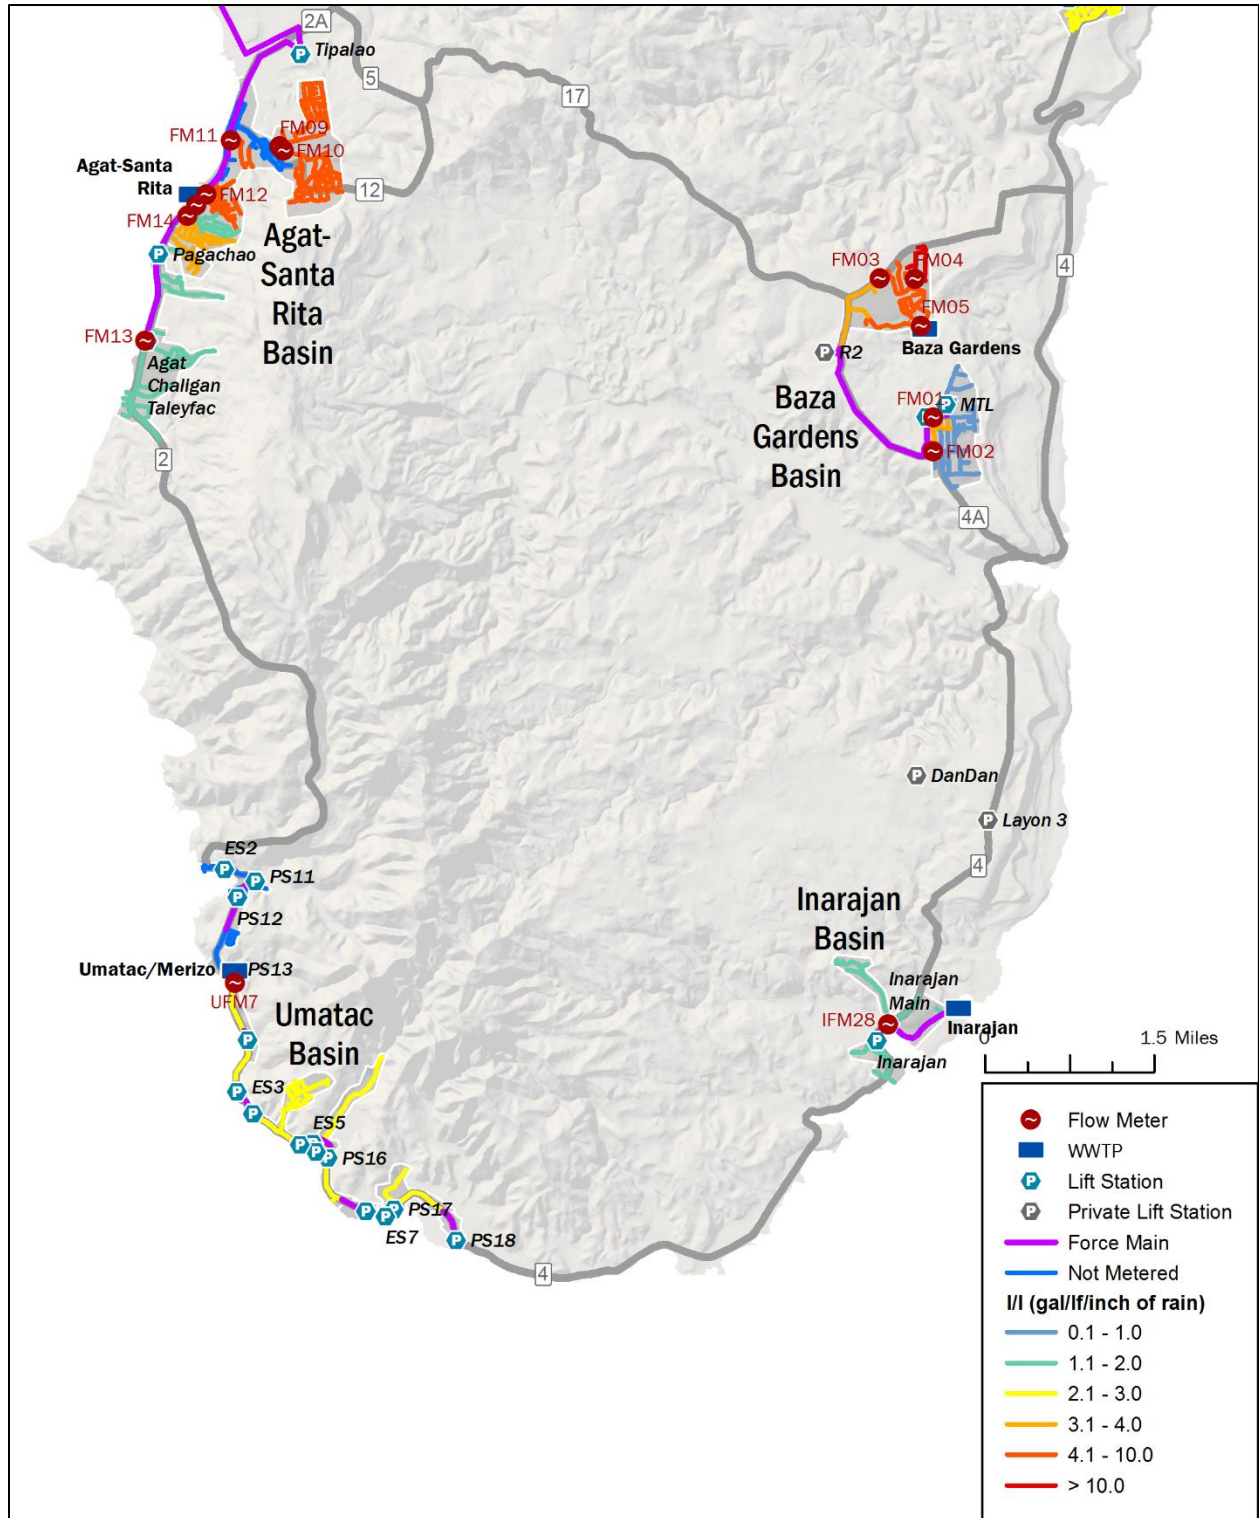 2A
Tipalao
5
17
FM11
FM09
FM10
Agat-Santa
Rita
12
FM12
FM14
Agat-
Santa
Rita
Basin
Pagachao
4
FM03
M04
FM05
FM13
Baza Gardens
R2
Agat
Chaligan
Taleyfac
Baza
Gardens
Basin
FM01
MTL
FM02
2
4A
DanDan
Layon 3
4
ES2
PS11
PS12
Inarajan
Basin
Umatac/Merizo
PS13
UFM7
Inarajan
Main
Umatac
Basin
IFM28
Inarajan
0
1.5 Miles
Inarajan
ES3
ES5
PS16
PS17
ES7
PS18
4
Flow Meter
WWTP
Lift Station
Private Lift Station
Force Main
Not Metered
I/I (gal/lf/inch of rain)
0.1 - 1.0
1.1 - 2.0
2.1 - 3.0
3.1 - 4.0
4.1 - 10.0
> 10.0